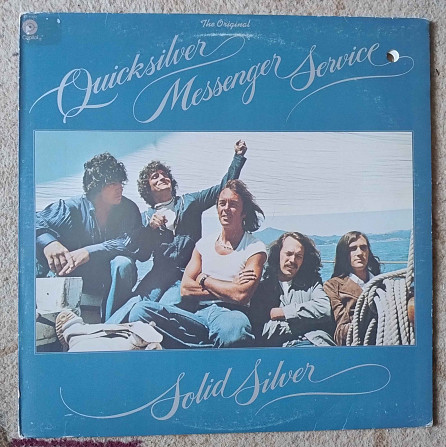 The Original
Quicksilver
Messenger Service
Solid Silver